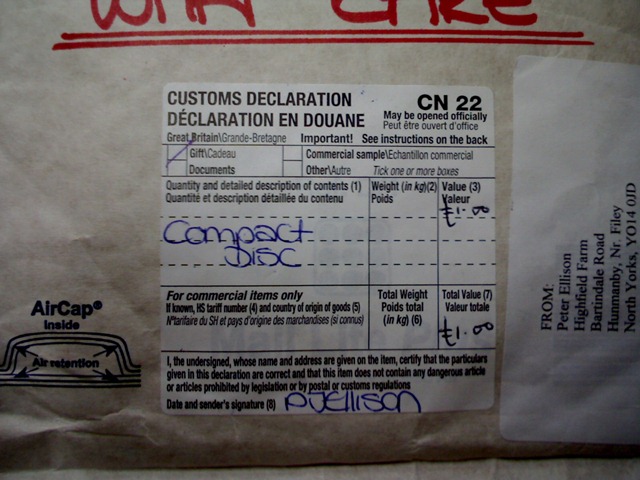 WITH CARE
CUSTOMS DECLARATION
DÉCLARATION EN DOUANE
CN 22
May be opened officially
Peut être ouvert d'office
Great Britain\Grande-Bretagne
Important! See instructions on the back
Gift\Cadeau
Commercial sample\Echantillon commercial
Documents
Other\Autre
Tick one or more boxes
Quantity and detailed description of contents (1)
Quantité et description détaillée du contenu
Weight (in kg)(2)
Poids
Value (3)
Valeur
£1.00
Compact
DISC
For commercial items only
If known, HS tariff number (4) and country of origin of goods (5)
N°tarifaire du SH et pays d'origine des marchandises (si connus)
Total Weight
Poids total
(in kg) (6)
Total Value (7)
Valeur totale
£1.00
I, the undersigned, whose name and address are given on the item, certify that the particulars
given in this declaration are correct and that this item does not contain any dangerous article
or articles prohibited by legislation or by postal or customs regulations
Date and sender's signature (8) PJEllison
AirCap®
Inside
Air retention
FROM:
Peter Ellison
Highfield Farm
Bartindale Road
Hunmanby, Nr. Filey
North Yorks, YO14 0JD